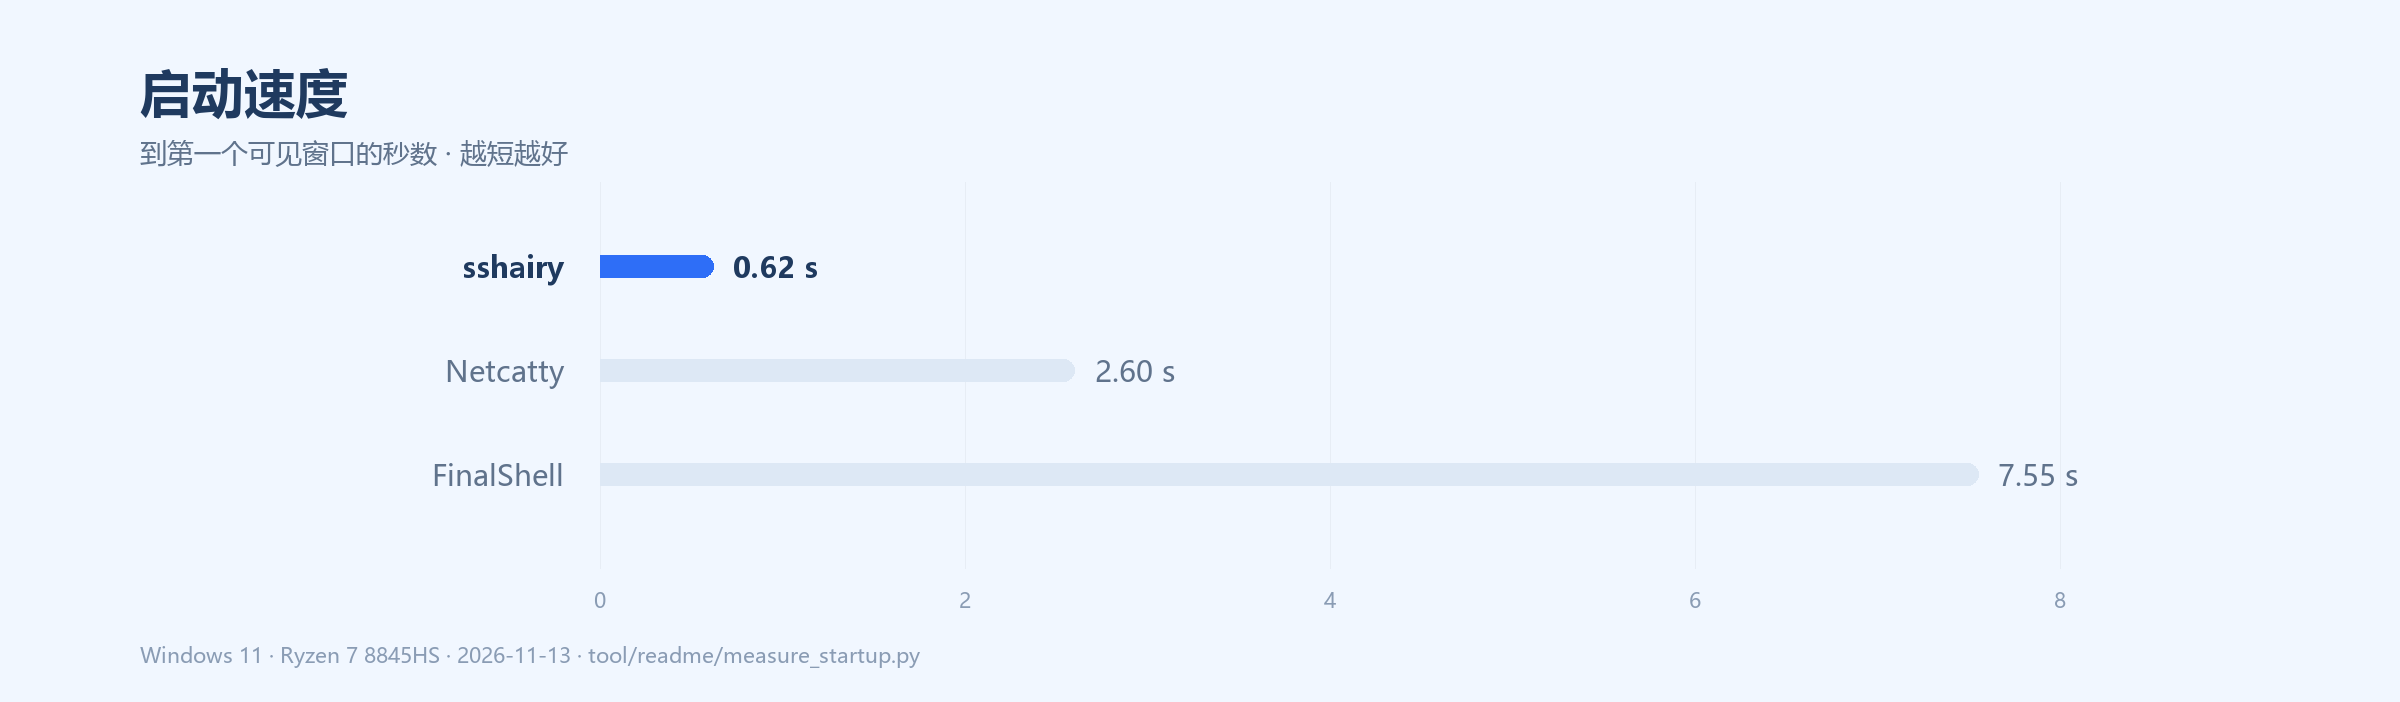 启动速度
到第一个可见窗口的秒数 · 越短越好
sshairy 0.62 s
Netcatty 2.60 s
FinalShell 7.55 s
0 2 4 6 8
Windows 11 · Ryzen 7 8845HS · 2026-11-13 · tool/readme/measure_startup.py